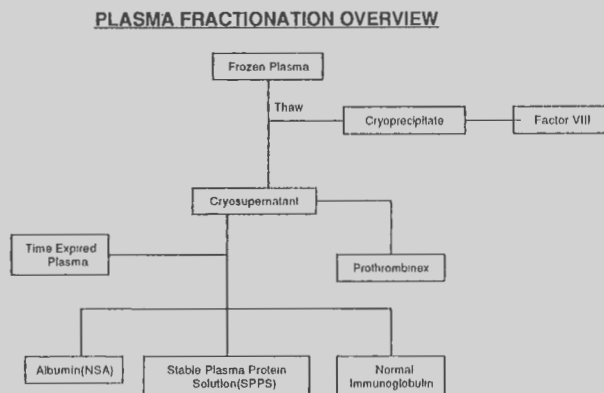 PLASMA FRACTIONATION OVERVIEW
Frozen Plasma
Thaw
Cryoprecipitate
Factor VIII
Cryosupernatant
Time Expired
Plasma
Prothrombinex
Albumin(NSA)
Stable Plasma Protein
Solution(SPPS)
Normal
Immunoglobulin